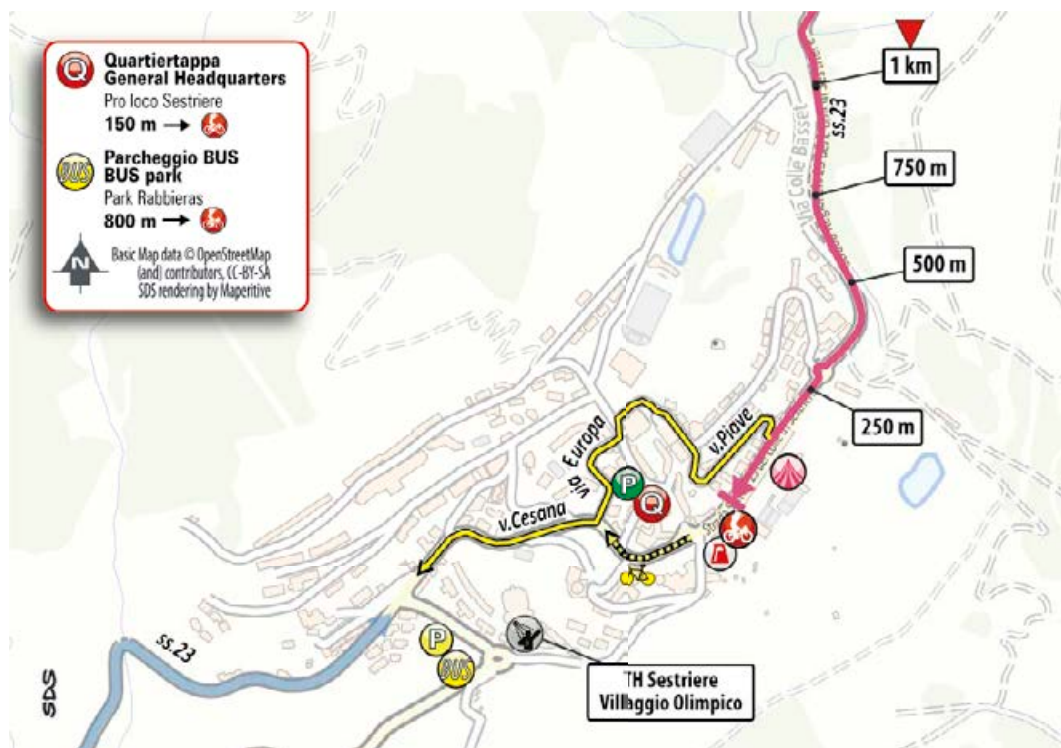 Q
Quartiertappa
General Headquarters
Pro loco Sestriere
150 m
BUS
Parcheggio BUS
BUS park
Park Rabbieras
800 m
N
Basic Map data © OpenStreetMap
(and) contributors, CC-BY-SA
SDS rendering by Maperitive
1 km
ss.23
Via Colle Basset
750 m
500 m
250 m
v.Piave
via Europa
P
Q
v.Cesana
ss.23
P
BUS
TH Sestriere
Villaggio Olimpico
SDS